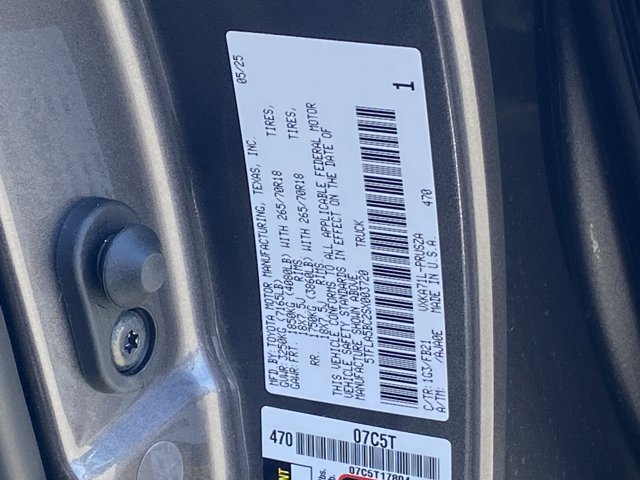 MFD.BY: TOYOTA MOTOR MANUFACTURING, TEXAS, INC. 05/25
GVWR 3250KG (7165LB)
GAWR FRT. 1850KG (4080LB) WITH 265/70R18 TIRES,
18X7.5J RIMS
RR. 1750KG (3860LB) WITH 265/70R18 TIRES,
18X7.5J RIMS
THIS VEHICLE CONFORMS TO ALL APPLICABLE FEDERAL MOTOR
VEHICLE SAFETY STANDARDS IN EFFECT ON THE DATE OF
MANUFACTURE SHOWN ABOVE.
TRUCK
1
C/TR: 1G3/FB21 VXKA71L-PRUSZA 470
A/TM: /AJA0E MADE IN U.S.A.
470 07C5T